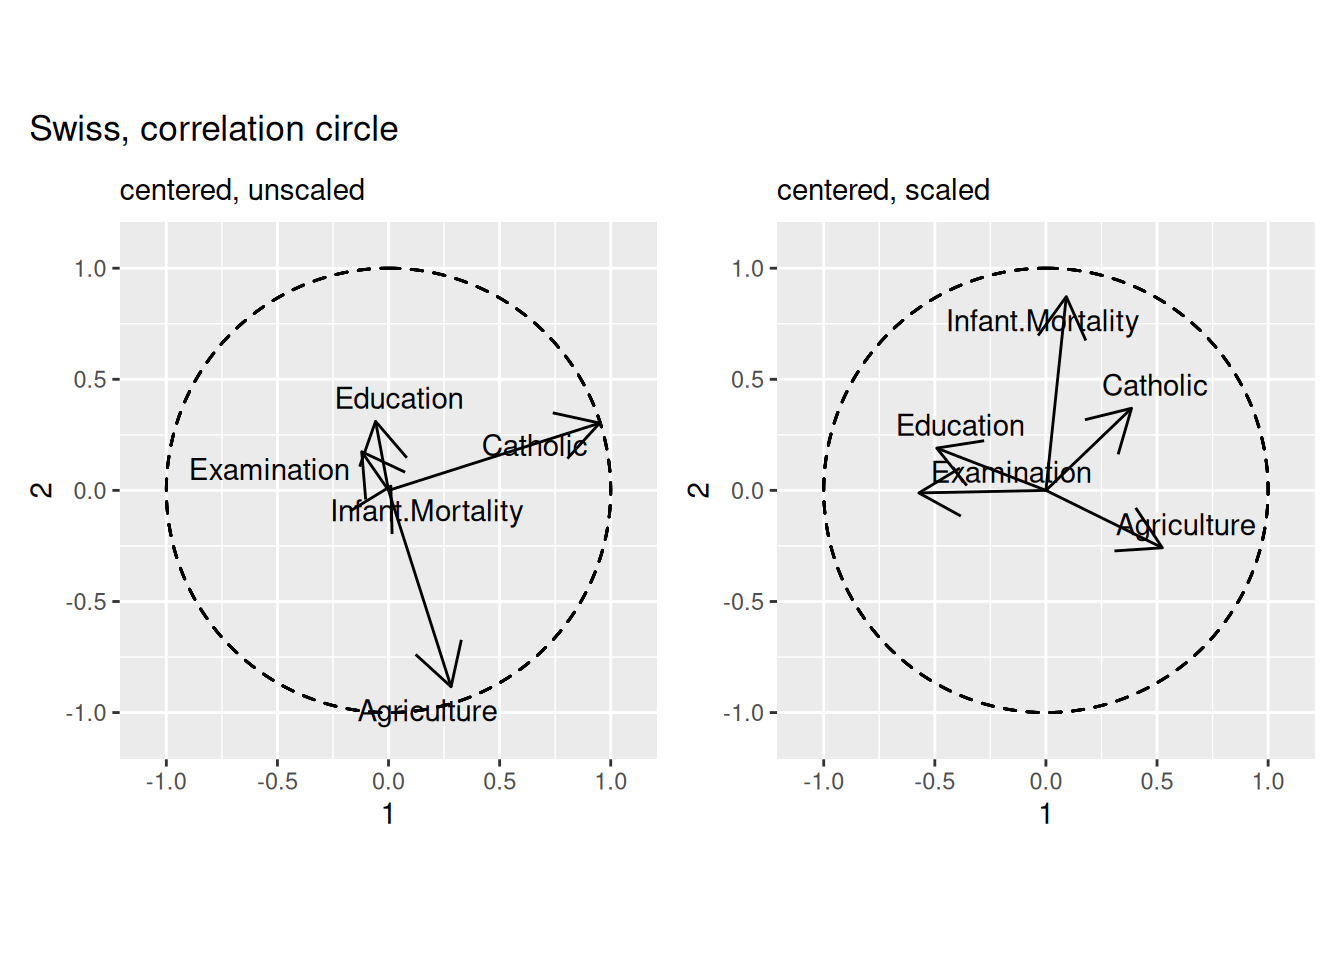 Swiss, correlation circle
centered, unscaled
1.0
0.5
0.0
-0.5
-1.0
2
Education
Catholic
Examination
Infant.Mortality
Agriculture
-1.0 -0.5 0.0 0.5 1.0
1
centered, scaled
1.0
0.5
0.0
-0.5
-1.0
2
Infant.Mortality
Catholic
Education
Examination
Agriculture
-1.0 -0.5 0.0 0.5 1.0
1